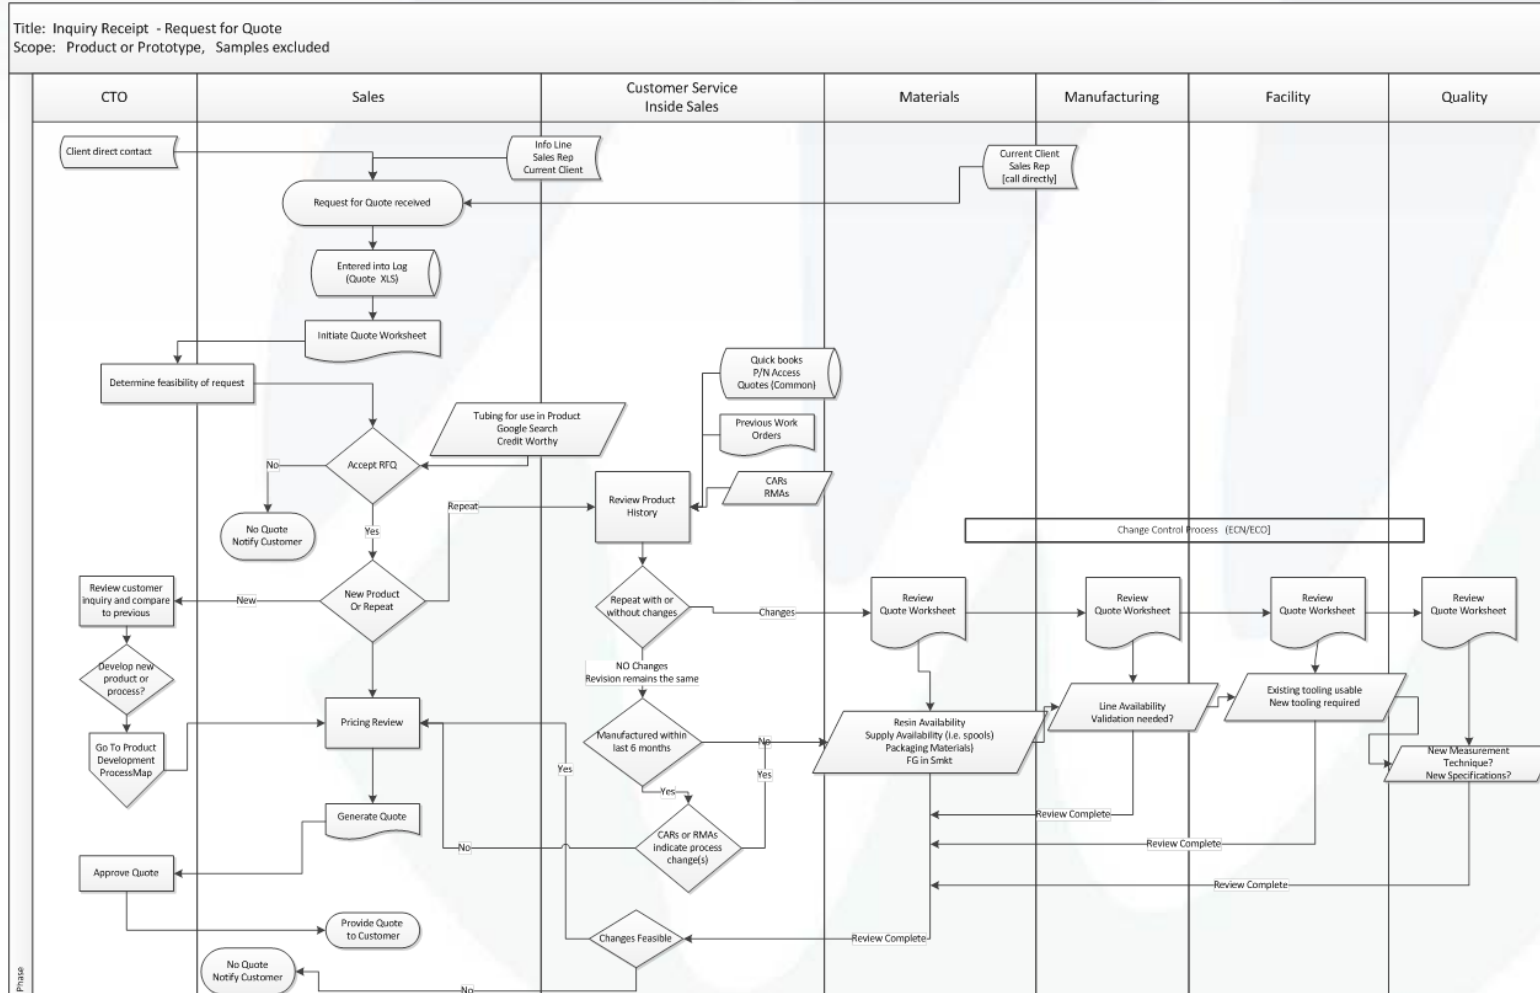 Title: Inquiry Receipt - Request for Quote
Scope: Product or Prototype, Samples excluded
CTO
Sales
Customer Service
Inside Sales
Materials
Manufacturing
Facility
Quality
Client direct contact
Info Line
Sales Rep
Current Client
Current Client
Sales Rep
[call directly]
Request for Quote received
Entered into Log
(Quote XLS)
Initiate Quote Worksheet
Determine feasibility of request
Quick books
P/N Access
Quotes (Common)
Tubing for use in Product
Google Search
Credit Worthy
Previous Work
Orders
Accept RFQ
No
CARs
RMAs
Review Product
History
Repeat
No Quote
Notify Customer
Yes
Change Control Process (ECN/ECO]
Review customer
inquiry and compare
to previous
New
New Product
Or Repeat
Repeat with or
without changes
Changes
Review
Quote Worksheet
Review
Quote Worksheet
Review
Quote Worksheet
Review
Quote Worksheet
Develop new
product or
process?
NO Changes
Revision remains the same
Existing tooling usable
New tooling required
Line Availability
Validation needed?
Pricing Review
Manufactured within
last 6 months
No
Resin Availability
Supply Availability (i.e. spools)
Packaging Materials}
FG in Smkt
Go To Product
Development
ProcessMap
New Measurement
Technique?
New Specifications?
Yes
Yes
Yes
Generate Quote
Review Complete
CARs or RMAs
indicate process
change(s)
No
Review Complete
Approve Quote
Review Complete
Provide Quote
to Customer
Changes Feasible
Review Complete
No Quote
Notify Customer
No
Phase